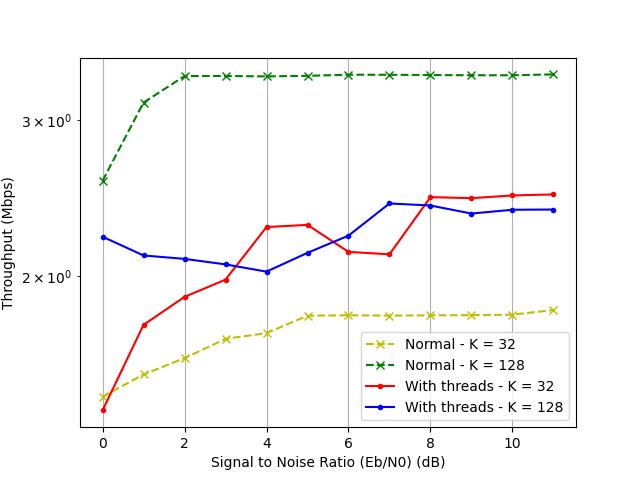 Throughput (Mbps)
3 × 10⁰
2 × 10⁰
Normal - K = 32
Normal - K = 128
With threads - K = 32
With threads - K = 128
0 2 4 6 8 10
Signal to Noise Ratio (Eb/N0) (dB)